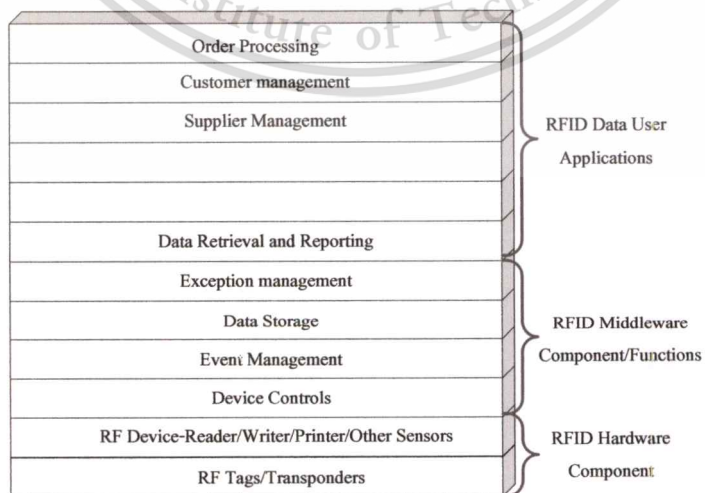 of
Order Processing
Customer management
Supplier Management
RFID Data User
Applications
Data Retrieval and Reporting
Exception management
Data Storage
RFID Middleware
Event Management
Component/Functions
Device Controls
RF Device-Reader/Writer/Printer/Other Sensors
RFID Hardware
Component
RF Tags/Transponders